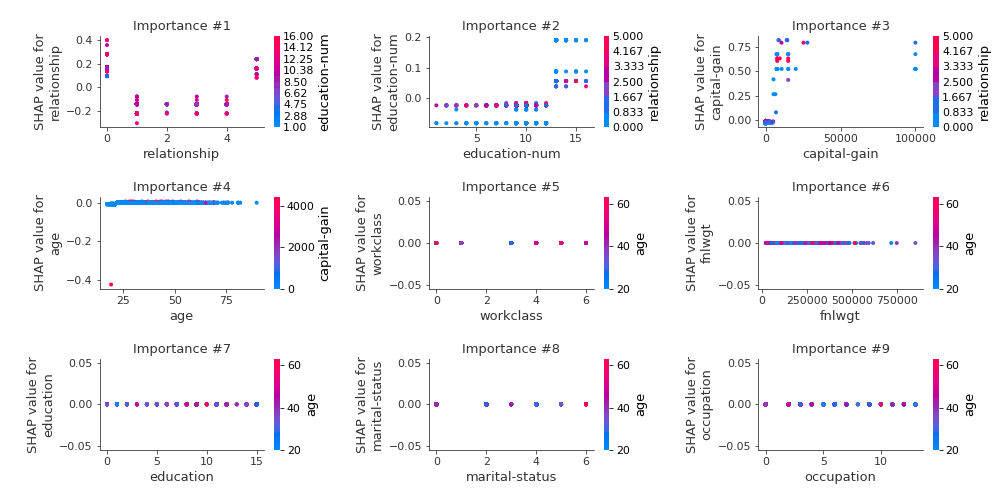 Importance #1
SHAP value for
relationship
0.4
0.2
0.0
−0.2
0
2
4
relationship
16.00
14.12
12.25
10.38
8.50
6.62
4.75
2.88
1.00
education-num
Importance #2
SHAP value for
education-num
0.2
0.1
0.0
5
10
15
education-num
5.000
4.167
3.333
2.500
1.667
0.833
0.000
relationship
Importance #3
SHAP value for
capital-gain
0.75
0.50
0.25
0.00
0
50000
100000
capital-gain
5.000
4.167
3.333
2.500
1.667
0.833
0.000
relationship
Importance #4
SHAP value for
age
0.0
−0.2
−0.4
25
50
75
age
4000
2000
0
capital-gain
Importance #5
SHAP value for
workclass
0.05
0.00
−0.05
0
2
4
6
workclass
60
40
20
age
Importance #6
SHAP value for
fnlwgt
0.05
0.00
−0.05
0
250000
500000
750000
fnlwgt
60
40
20
age
Importance #7
SHAP value for
education
0.05
0.00
−0.05
0
5
10
15
education
60
40
20
age
Importance #8
SHAP value for
marital-status
0.05
0.00
−0.05
0
2
4
6
marital-status
60
40
20
age
Importance #9
SHAP value for
occupation
0.05
0.00
−0.05
0
5
10
occupation
60
40
20
age